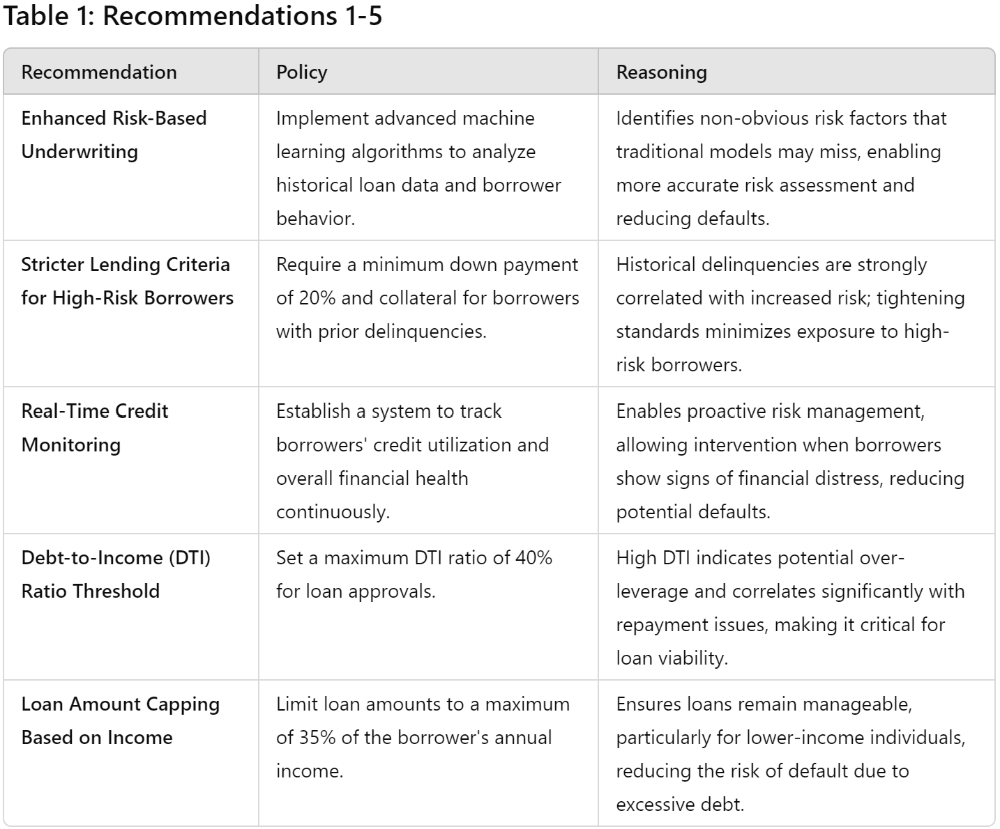 Table 1: Recommendations 1-5
Recommendation
Policy
Reasoning
Enhanced Risk-Based
Underwriting
Implement advanced machine
learning algorithms to analyze
historical loan data and borrower
behavior.
Identifies non-obvious risk factors that
traditional models may miss, enabling
more accurate risk assessment and
reducing defaults.
Stricter Lending Criteria
for High-Risk Borrowers
Require a minimum down payment
of 20% and collateral for borrowers
with prior delinquencies.
Historical delinquencies are strongly
correlated with increased risk; tightening
standards minimizes exposure to high-
risk borrowers.
Real-Time Credit
Monitoring
Establish a system to track
borrowers' credit utilization and
overall financial health
continuously.
Enables proactive risk management,
allowing intervention when borrowers
show signs of financial distress, reducing
potential defaults.
Debt-to-Income (DTI)
Ratio Threshold
Set a maximum DTI ratio of 40%
for loan approvals.
High DTI indicates potential over-
leverage and correlates significantly with
repayment issues, making it critical for
loan viability.
Loan Amount Capping
Based on Income
Limit loan amounts to a maximum
of 35% of the borrower's annual
income.
Ensures loans remain manageable,
particularly for lower-income individuals,
reducing the risk of default due to
excessive debt.